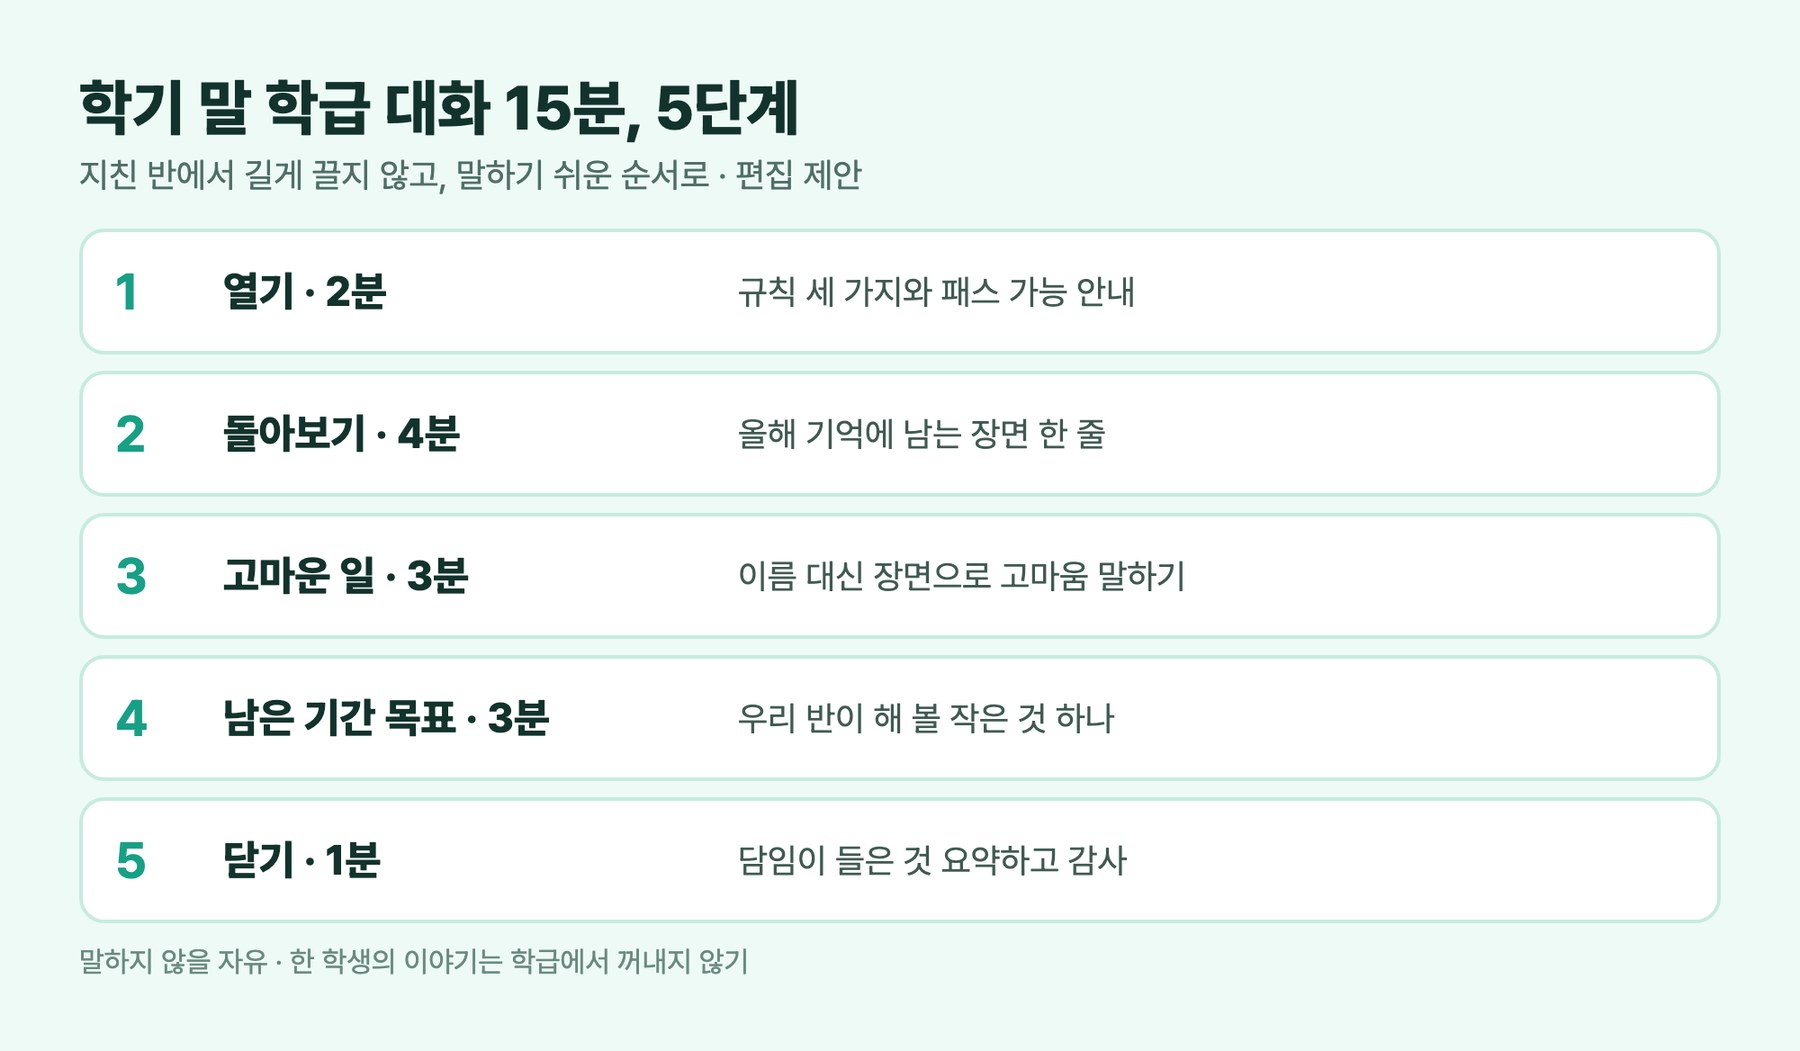 학기 말 학급 대화 15분, 5단계
지친 반에서 길게 끌지 않고, 말하기 쉬운 순서로 · 편집 제안
1 열기 · 2분 규칙 세 가지와 패스 가능 안내
2 돌아보기 · 4분 올해 기억에 남는 장면 한 줄
3 고마운 일 · 3분 이름 대신 장면으로 고마움 말하기
4 남은 기간 목표 · 3분 우리 반이 해 볼 작은 것 하나
5 닫기 · 1분 담임이 들은 것 요약하고 감사
말하지 않을 자유 · 한 학생의 이야기는 학급에서 꺼내지 않기